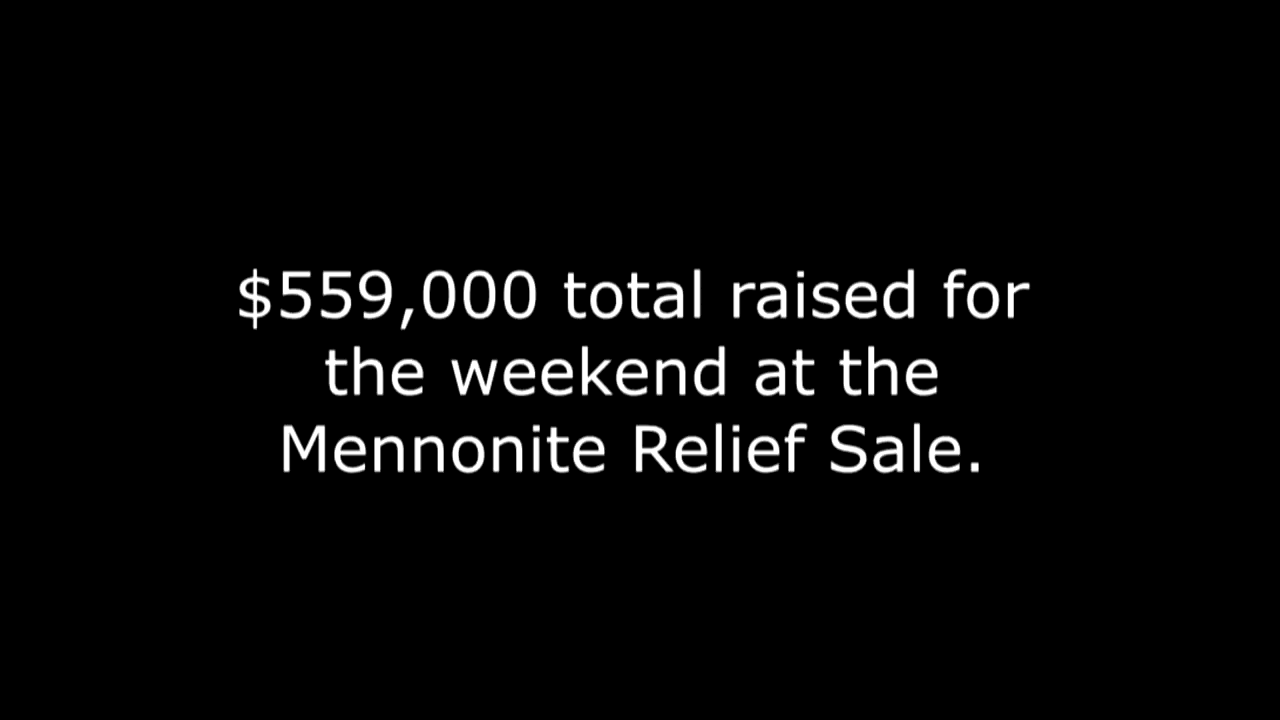 $559,000 total raised for
the weekend at the
Mennonite Relief Sale.